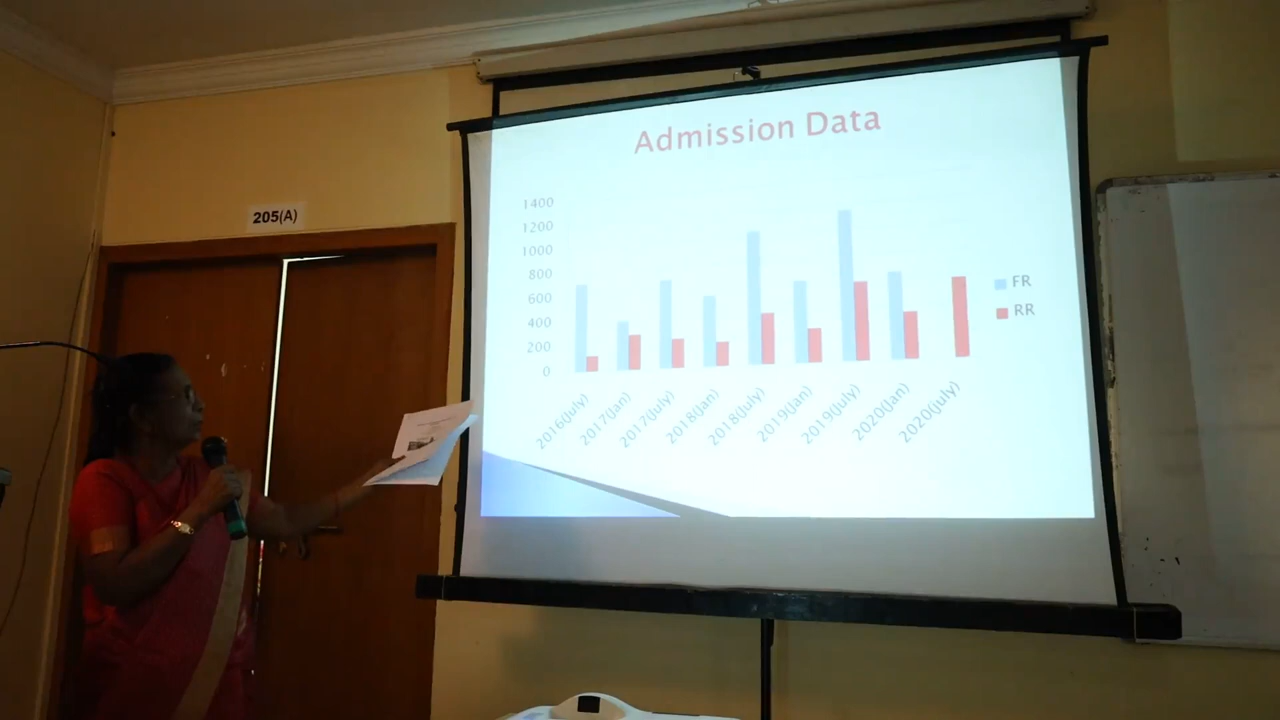 205(A)
Admission Data
1400
1200
1000
800
600
400
200
0
2016(July)
2017(Jan)
2017(July)
2018(Jan)
2018(July)
2019(Jan)
2019(July)
2020(Jan)
2020(July)
FR
RR